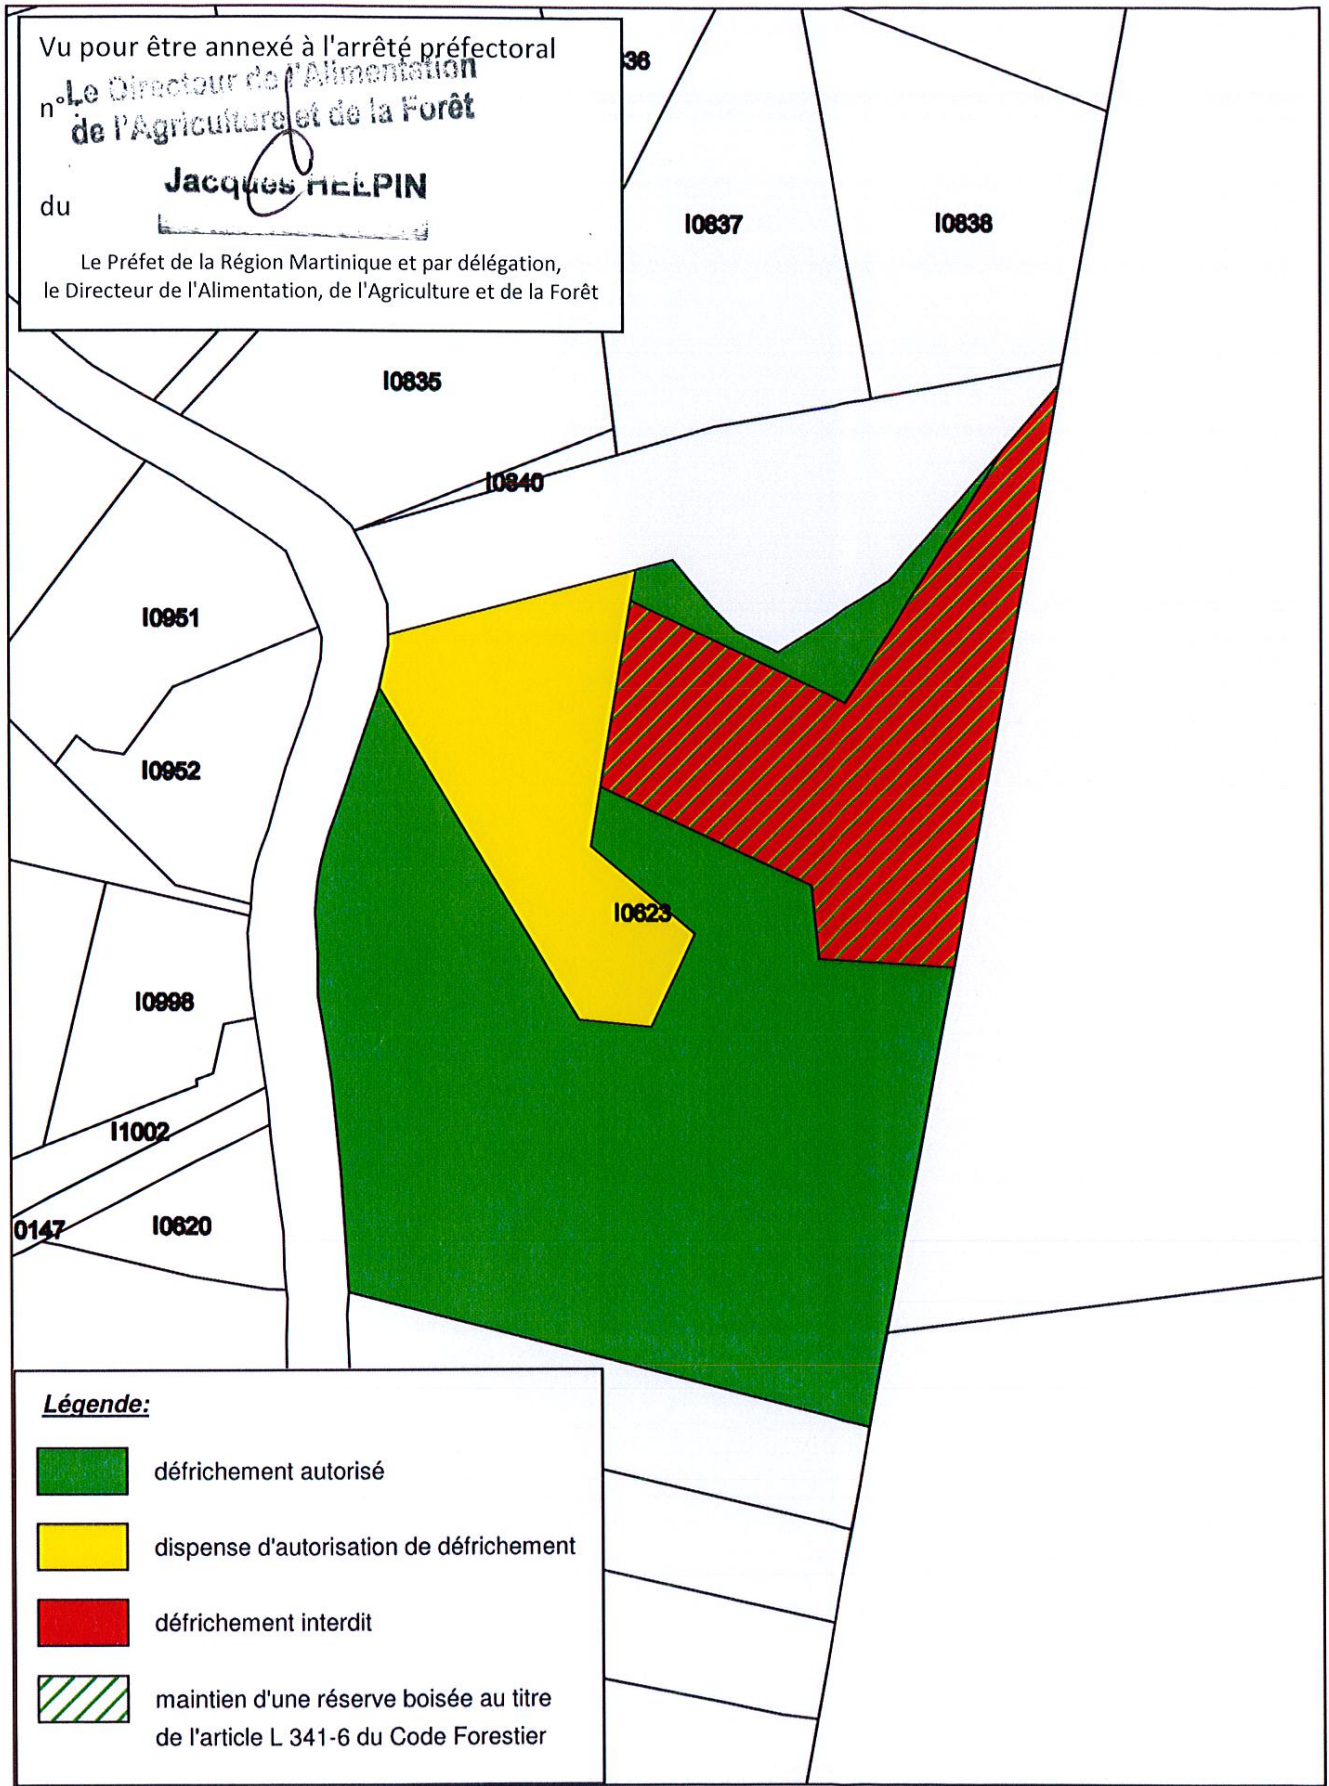 Vu pour être annexé à l'arrêté préfectoral
n°
Le Directeur de l'Alimentation
de l'Agriculture et de la Forêt
Jacques HELPIN
du
Le Préfet de la Région Martinique et par délégation,
le Directeur de l'Alimentation, de l'Agriculture et de la Forêt
36
I0837
I0838
I0835
I0840
I0951
I0952
I0623
I0998
I1002
0147
I0620
Légende:
défrichement autorisé
dispense d'autorisation de défrichement
défrichement interdit
maintien d'une réserve boisée au titre
de l'article L 341-6 du Code Forestier